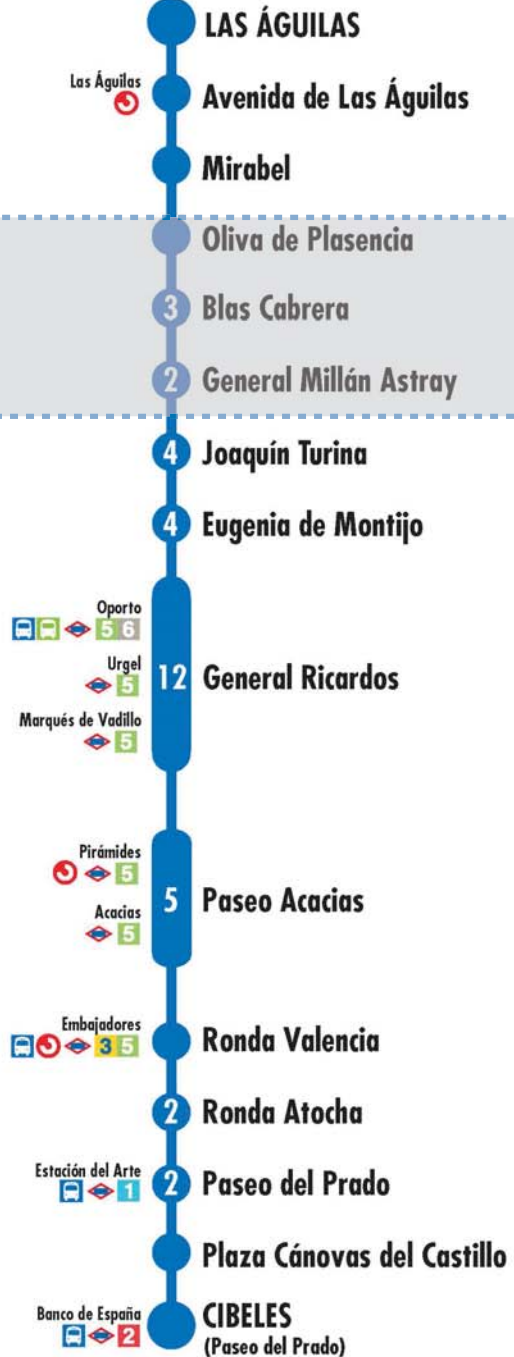 LAS ÁGUILAS
Las Águilas
Avenida de Las Águilas
Mirabel
Oliva de Plasencia
3 Blas Cabrera
2 General Millán Astray
4 Joaquín Turina
4 Eugenia de Montijo
Oporto
5 6
Urgel
5
12 General Ricardos
Marqués de Vadillo
5
Pirámides
5
5 Paseo Acacias
Acacias
5
Embajadores
3 5
Ronda Valencia
2 Ronda Atocha
Estación del Arte
1
2 Paseo del Prado
Plaza Cánovas del Castillo
Banco de España
2
CIBELES
(Paseo del Prado)